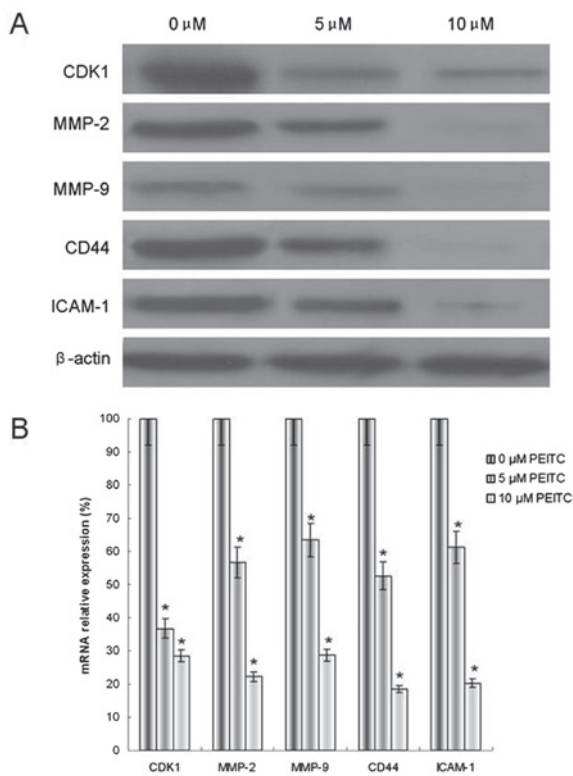 A
0 μM 5 μM 10 μM
CDK1
MMP-2
MMP-9
CD44
ICAM-1
β-actin
B
mRNA relative expression (%)
100
90
80
70
60
50
40
30
20
10
0
* * * * * * * * * *
CDK1 MMP-2 MMP-9 CD44 ICAM-1
0 μM PEITC
5 μM PEITC
10 μM PEITC